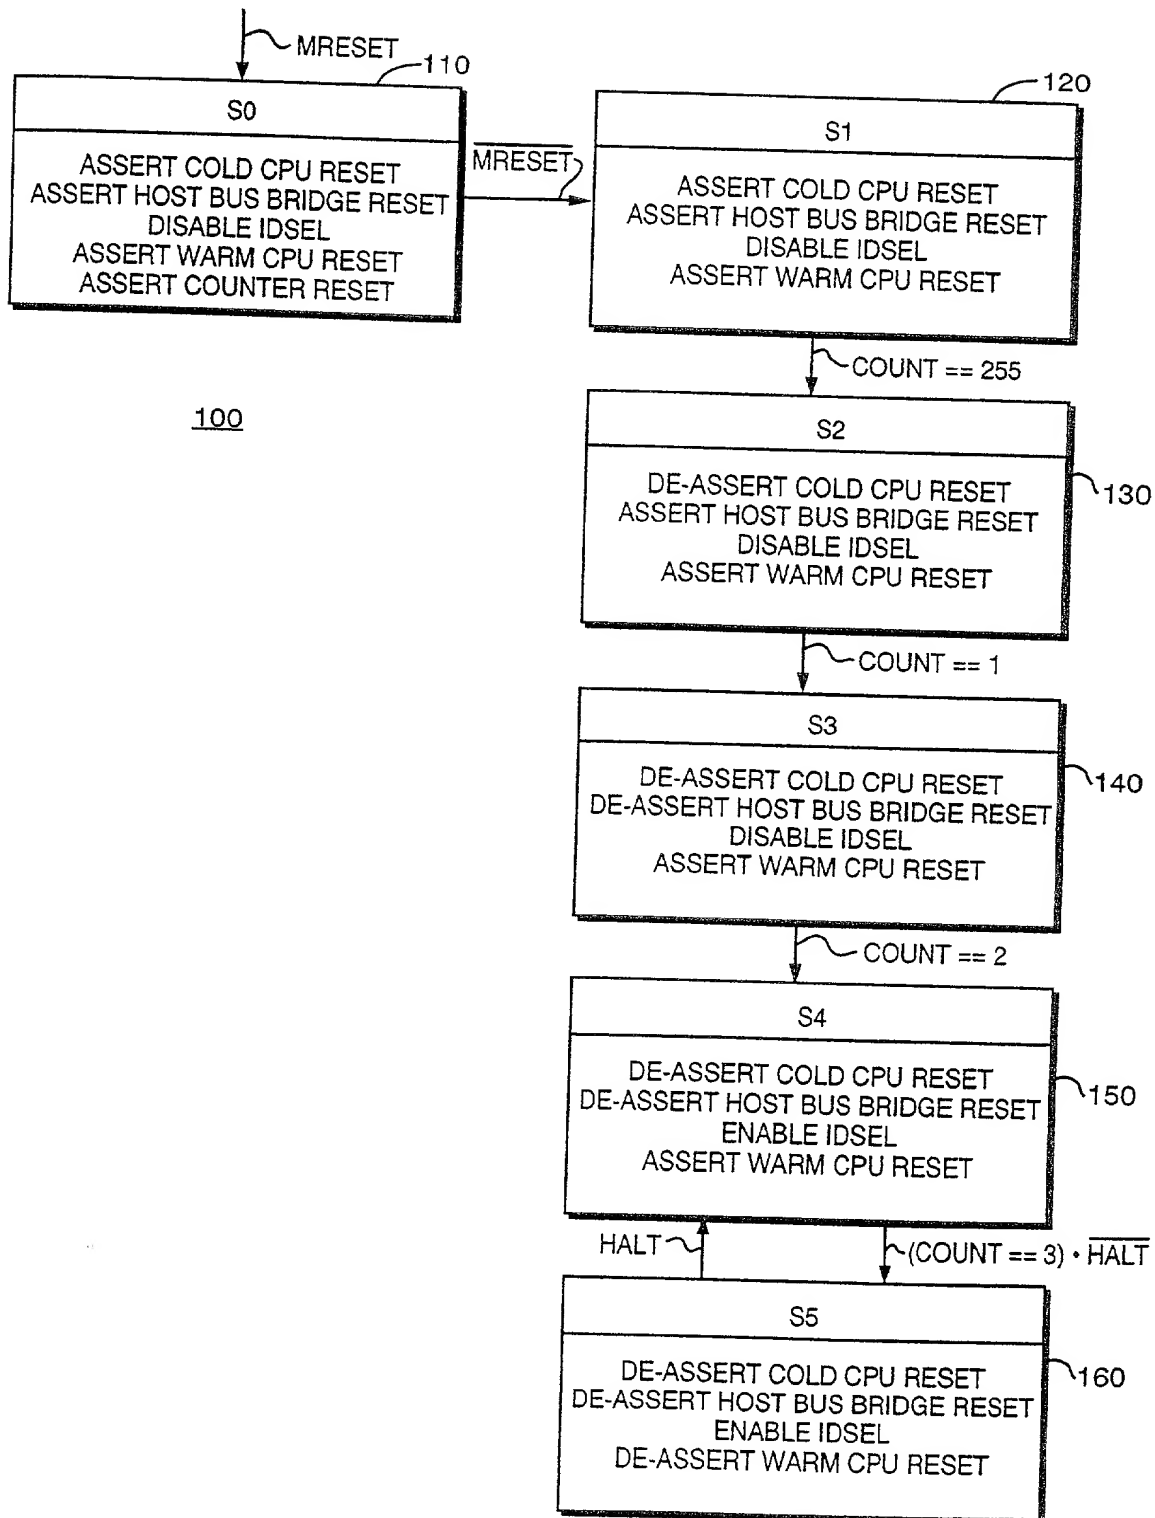 MRESET
110
S0
ASSERT COLD CPU RESET
ASSERT HOST BUS BRIDGE RESET
DISABLE IDSEL
ASSERT WARM CPU RESET
ASSERT COUNTER RESET
M̅R̅E̅S̅E̅T̅
120
S1
ASSERT COLD CPU RESET
ASSERT HOST BUS BRIDGE RESET
DISABLE IDSEL
ASSERT WARM CPU RESET
COUNT == 255
100
S2
DE-ASSERT COLD CPU RESET
ASSERT HOST BUS BRIDGE RESET
DISABLE IDSEL
ASSERT WARM CPU RESET
130
COUNT == 1
S3
DE-ASSERT COLD CPU RESET
DE-ASSERT HOST BUS BRIDGE RESET
DISABLE IDSEL
ASSERT WARM CPU RESET
140
COUNT == 2
S4
DE-ASSERT COLD CPU RESET
DE-ASSERT HOST BUS BRIDGE RESET
ENABLE IDSEL
ASSERT WARM CPU RESET
150
HALT
(COUNT == 3) • H̅A̅L̅T̅
S5
DE-ASSERT COLD CPU RESET
DE-ASSERT HOST BUS BRIDGE RESET
ENABLE IDSEL
DE-ASSERT WARM CPU RESET
160